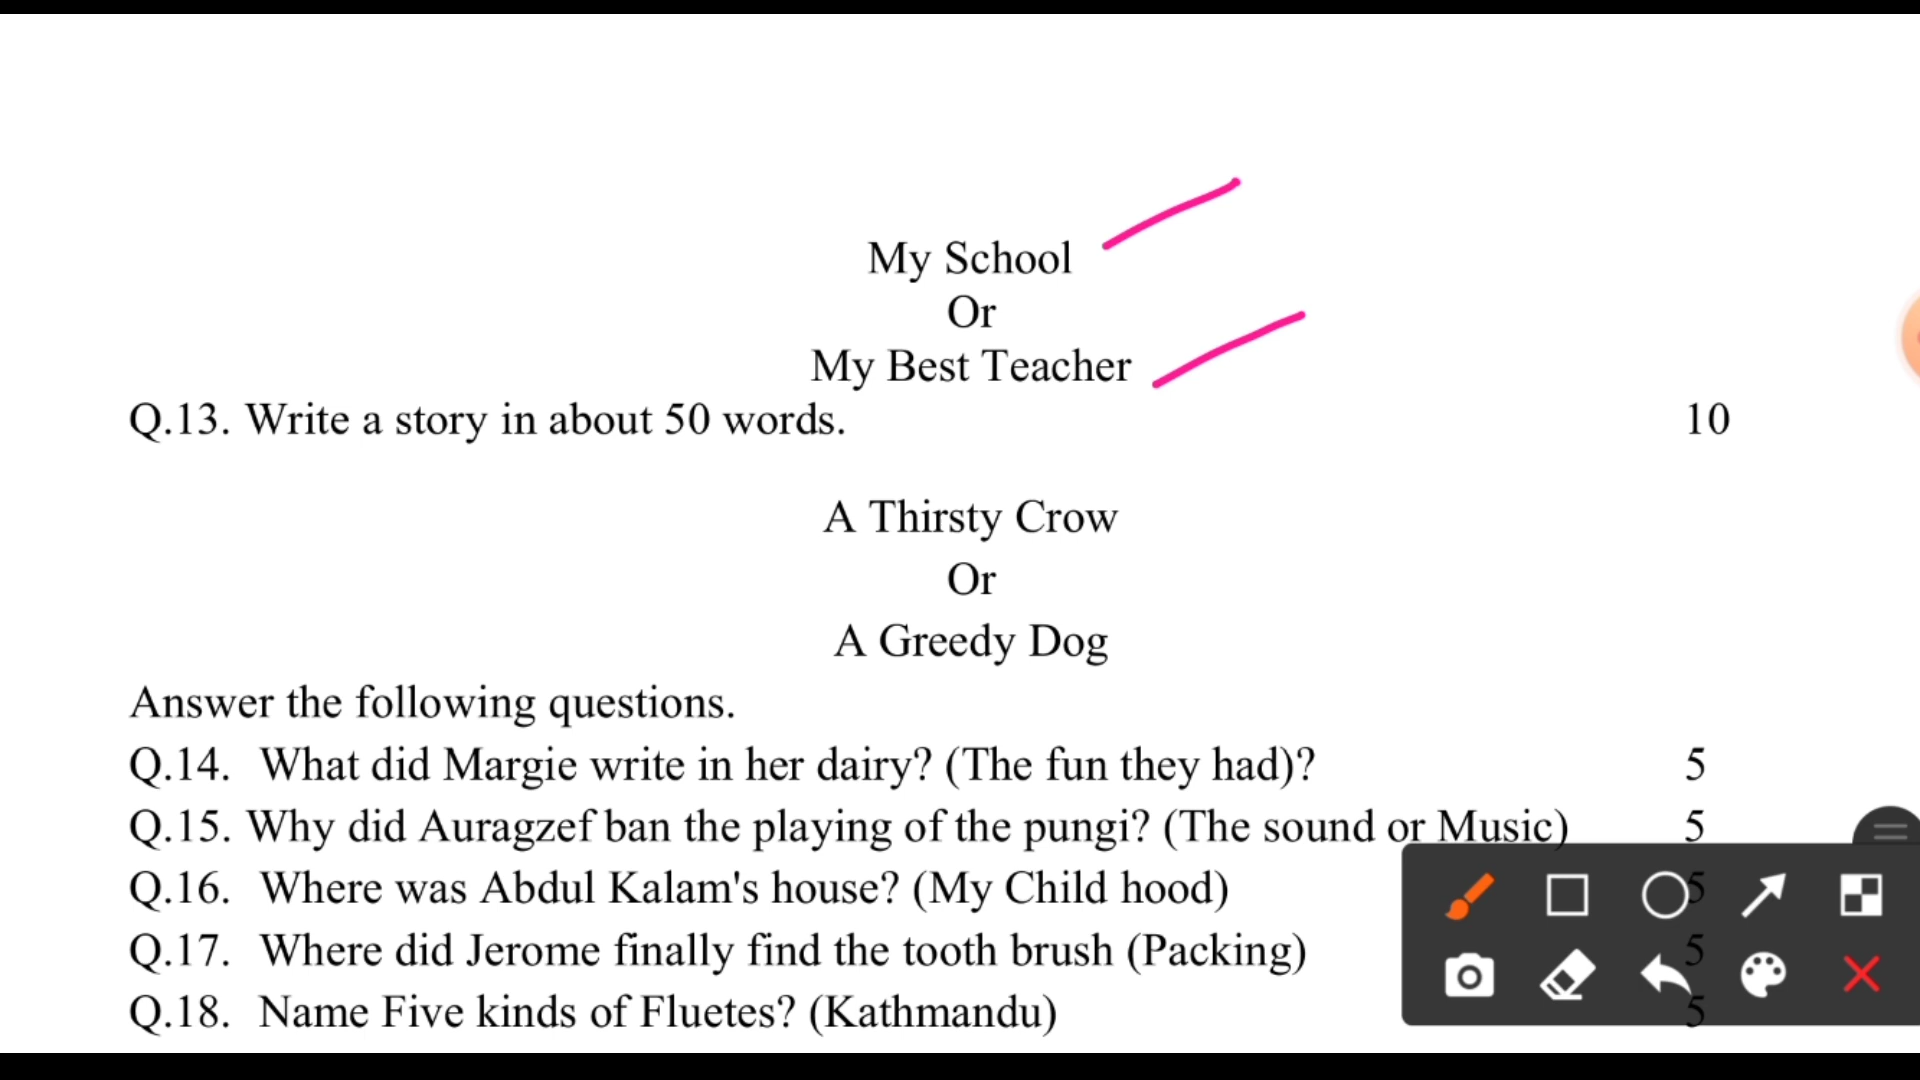 My School
Or
My Best Teacher
Q.13. Write a story in about 50 words. 10
A Thirsty Crow
Or
A Greedy Dog
Answer the following questions.
Q.14. What did Margie write in her dairy? (The fun they had)? 5
Q.15. Why did Auragzef ban the playing of the pungi? (The sound or Music) 5
Q.16. Where was Abdul Kalam's house? (My Child hood) 5
Q.17. Where did Jerome finally find the tooth brush (Packing) 5
Q.18. Name Five kinds of Fluetes? (Kathmandu) 5